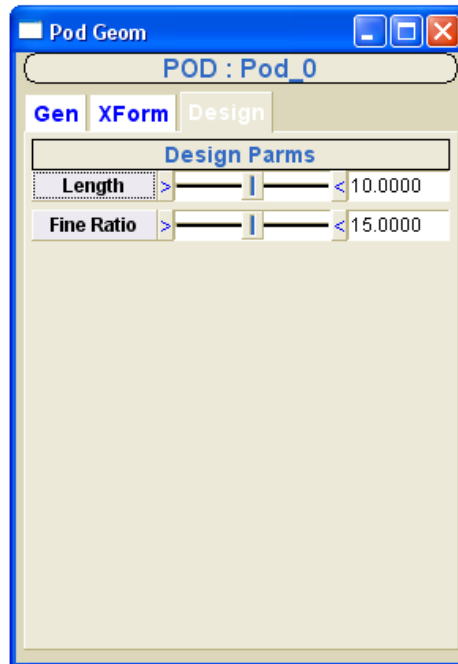 Pod Geom
POD : Pod_0
Gen XForm Design
Design Parms
Length > < 10.0000
Fine Ratio > < 15.0000